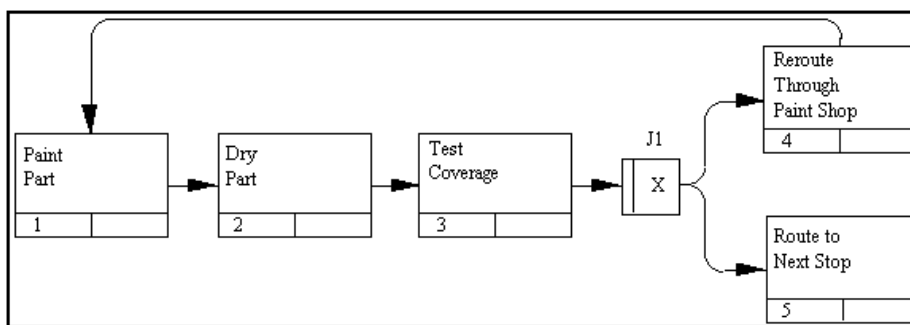 Paint
Part
1
Dry
Part
2
Test
Coverage
3
J1
X
Reroute
Through
Paint Shop
4
Route to
Next Stop
5